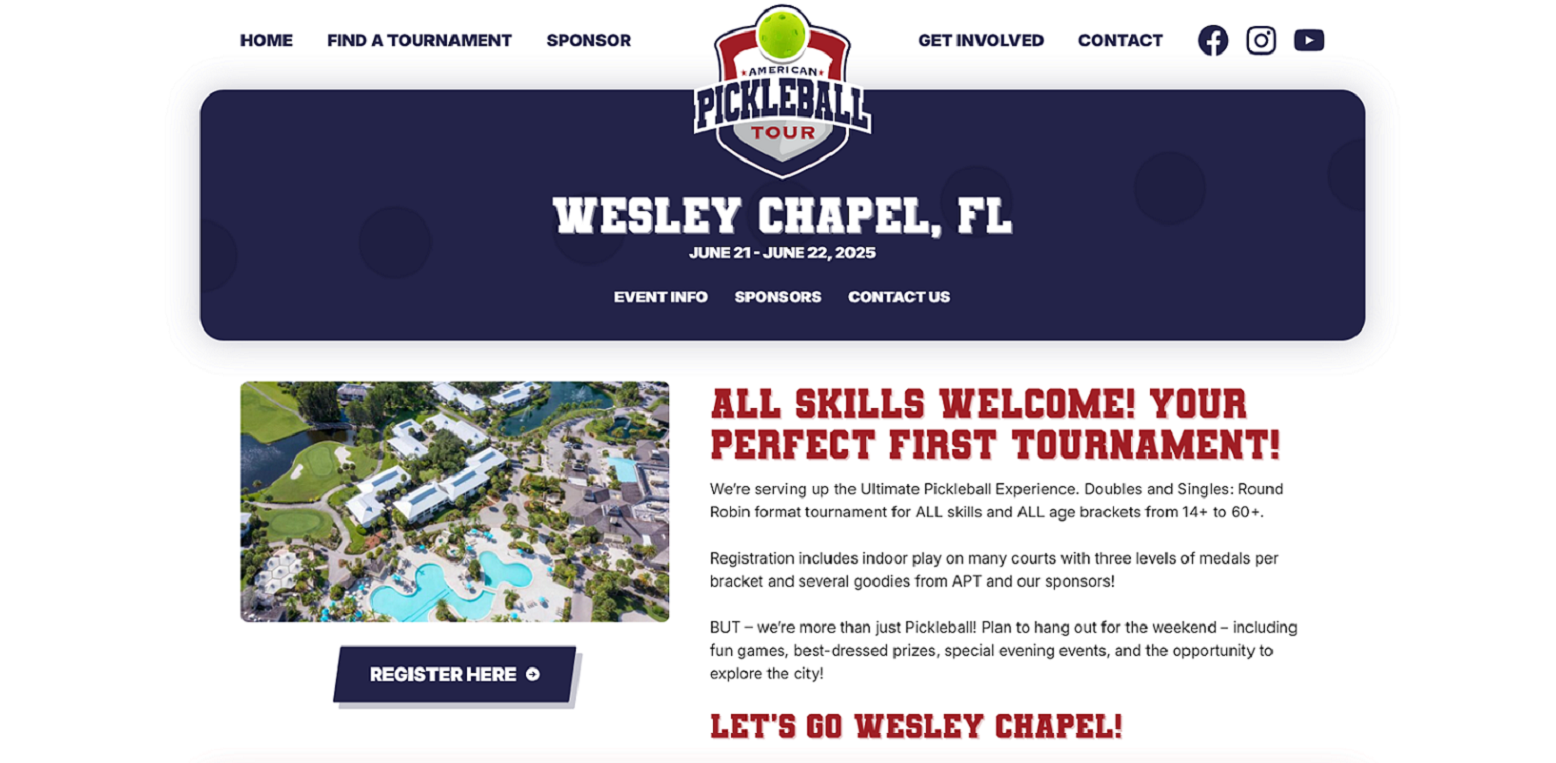 HOME FIND A TOURNAMENT SPONSOR GET INVOLVED CONTACT
AMERICAN
PICKLEBALL
TOUR
WESLEY CHAPEL, FL
JUNE 21 - JUNE 22, 2025
EVENT INFO SPONSORS CONTACT US
ALL SKILLS WELCOME! YOUR
PERFECT FIRST TOURNAMENT!
We’re serving up the Ultimate Pickleball Experience. Doubles and Singles: Round
Robin format tournament for ALL skills and ALL age brackets from 14+ to 60+.
Registration includes indoor play on many courts with three levels of medals per
bracket and several goodies from APT and our sponsors!
BUT – we’re more than just Pickleball! Plan to hang out for the weekend – including
fun games, best-dressed prizes, special evening events, and the opportunity to
explore the city!
REGISTER HERE
LET'S GO WESLEY CHAPEL!